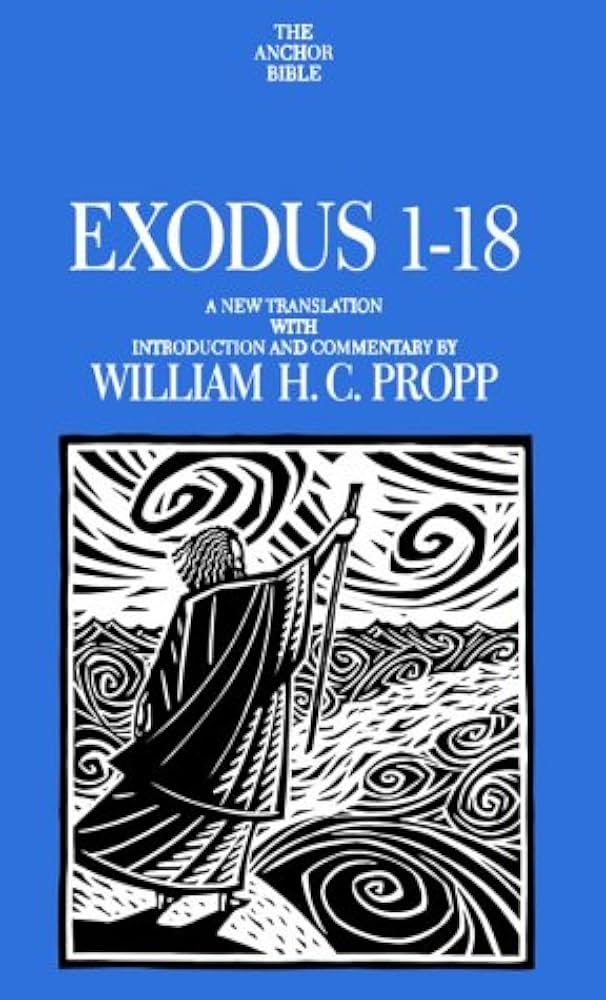 THE
ANCHOR
BIBLE
EXODUS 1-18
A NEW TRANSLATION
WITH
INTRODUCTION AND COMMENTARY BY
WILLIAM H. C. PROPP